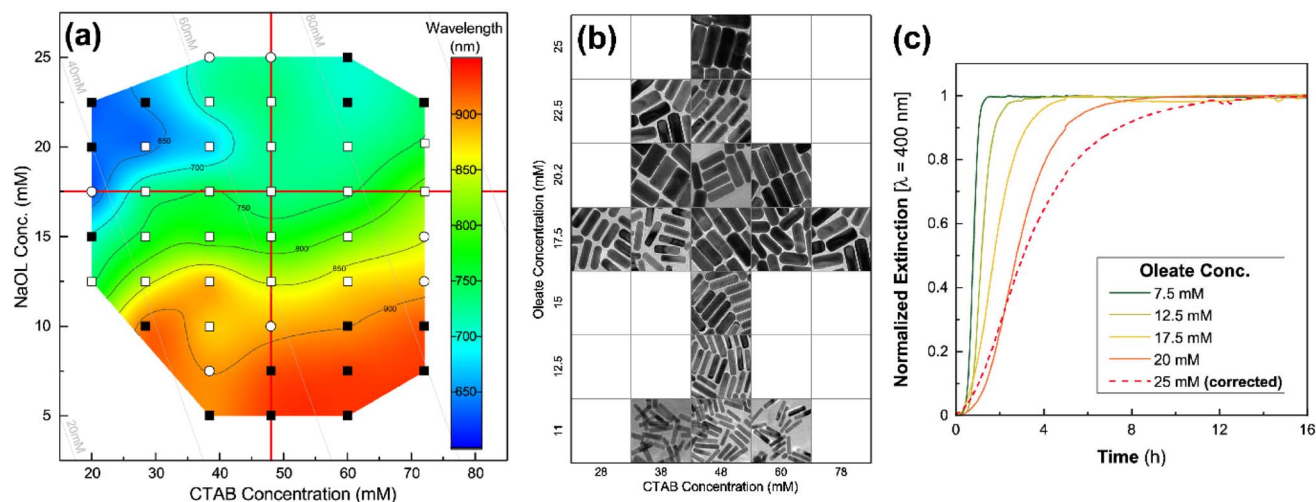 (a)
Wavelength
(nm)
900
850
800
750
700
650
NaOL Conc. (mM)
25
20
15
10
5
20
30
40
50
60
70
80
CTAB Concentration (mM)
60mM
80mM
40mM
20mM
650
700
750
800
850
900
(b)
Oleate Concentration (mM)
25
22.5
20.2
17.5
15
12.5
11
28
38
48
60
78
CTAB Concentration (mM)
(c)
Normalized Extinction [λ = 400 nm]
1
0.8
0.6
0.4
0.2
0
0
4
8
12
16
Time (h)
Oleate Conc.
7.5 mM
12.5 mM
17.5 mM
20 mM
25 mM (corrected)